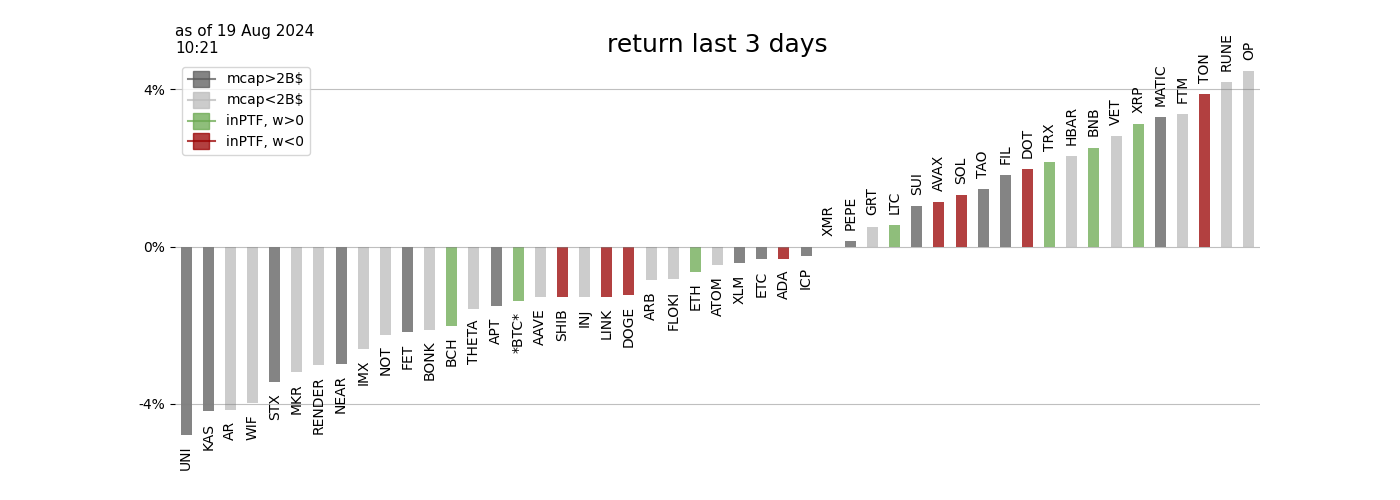 as of 19 Aug 2024
10:21
return last 3 days
mcap>2B$
mcap<2B$
inPTF, w>0
inPTF, w<0
4%
0%
-4%
UNI
KAS
AR
WIF
STX
MKR
RENDER
NEAR
IMX
NOT
FET
BONK
BCH
THETA
APT
*BTC*
AAVE
SHIB
INJ
LINK
DOGE
ARB
FLOKI
ETH
ATOM
XLM
ETC
ADA
ICP
XMR
PEPE
GRT
LTC
SUI
AVAX
SOL
TAO
FIL
DOT
TRX
HBAR
BNB
VET
XRP
MATIC
FTM
TON
RUNE
OP